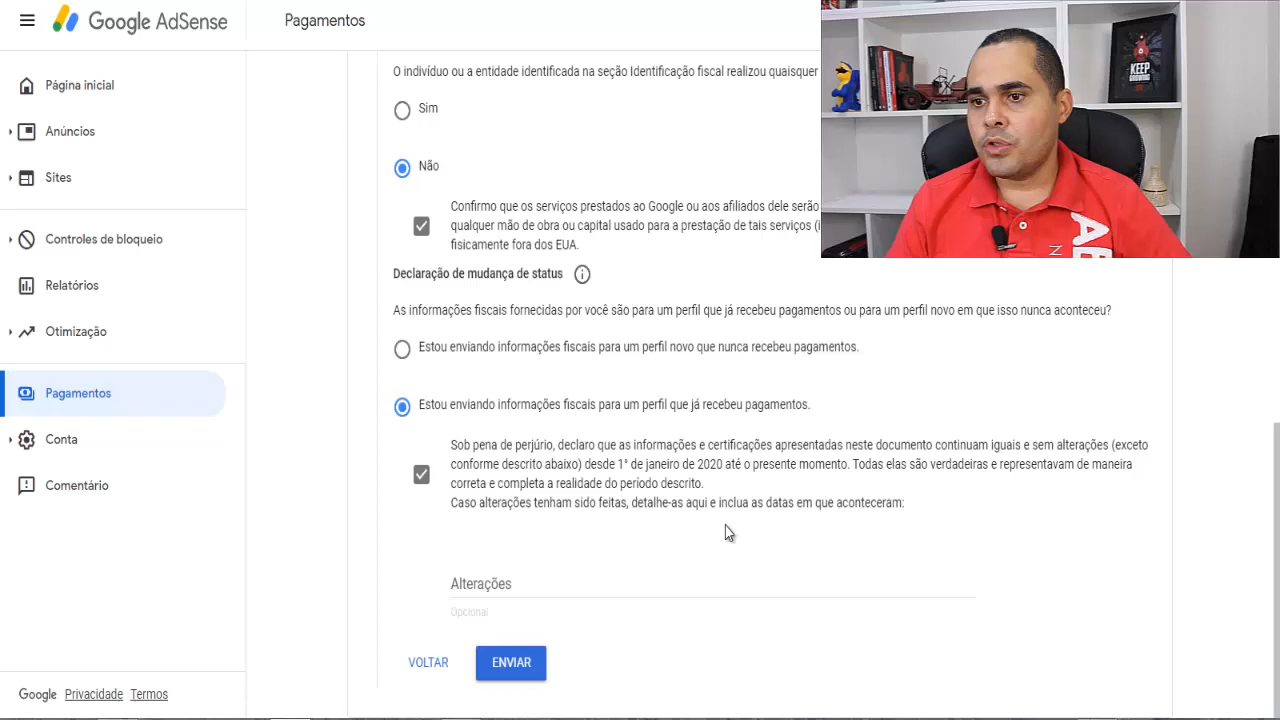 Google AdSense
Pagamentos
Página inicial
Anúncios
Sites
Controles de bloqueio
Relatórios
Otimização
Pagamentos
Conta
Comentário
Google Privacidade Termos
O indivíduo ou a entidade identificada na seção Identificação fiscal realizou quaisquer
Sim
Não
Confirmo que os serviços prestados ao Google ou aos afiliados dele serão
qualquer mão de obra ou capital usado para a prestação de tais serviços (i
fisicamente fora dos EUA.
Declaração de mudança de status
As informações fiscais fornecidas por você são para um perfil que já recebeu pagamentos ou para um perfil novo em que isso nunca aconteceu?
Estou enviando informações fiscais para um perfil novo que nunca recebeu pagamentos.
Estou enviando informações fiscais para um perfil que já recebeu pagamentos.
Sob pena de perjúrio, declaro que as informações e certificações apresentadas neste documento continuam iguais e sem alterações (exceto
conforme descrito abaixo) desde 1° de janeiro de 2020 até o presente momento. Todas elas são verdadeiras e representavam de maneira
correta e completa a realidade do período descrito.
Caso alterações tenham sido feitas, detalhe-as aqui e inclua as datas em que aconteceram:
Alterações
Opcional
VOLTAR
ENVIAR
KEEP